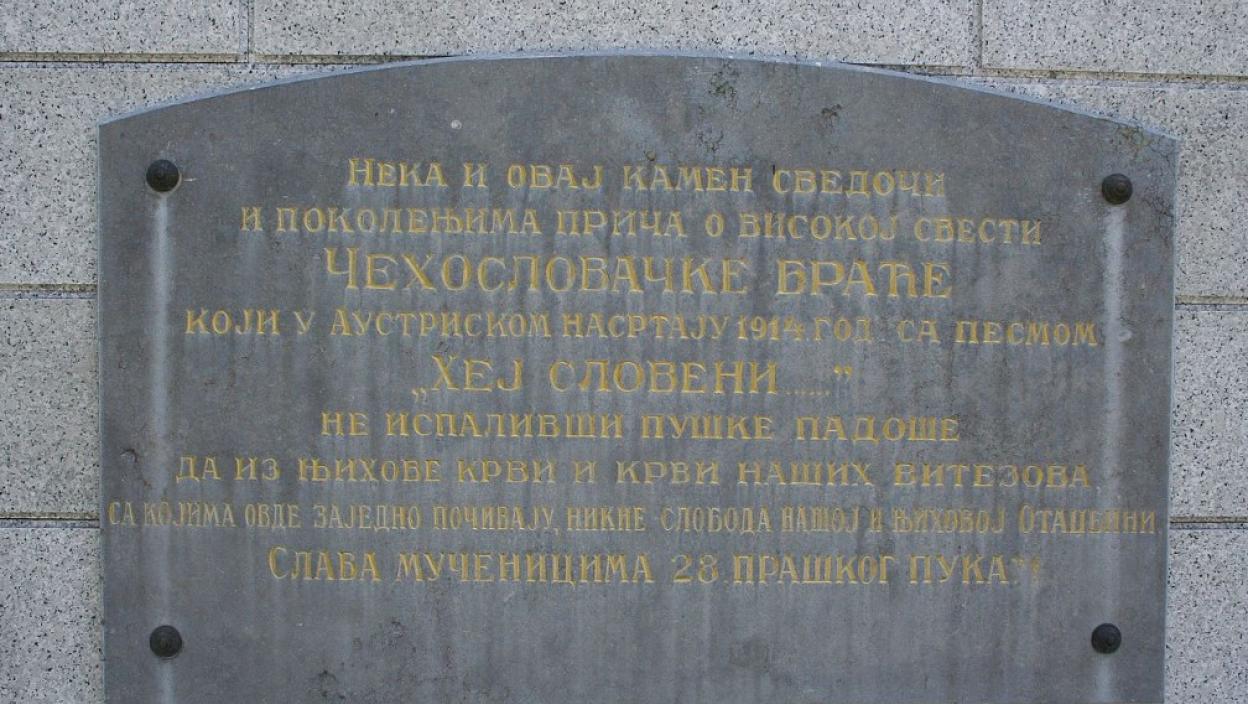 Нека и овај камен сведочи
и поколењима прича о високој свести
Чехословачке браће
који у Аустриском насртају 1914. год. са песмом
„Хеј Словени......”
не испаливши пушке падоше
да из њихове крви и крви наших витезова
са којима овде заједно почивају, никне слобода нашој и њиховој Отаџбини
Слава мученицима 28. прашког пука!